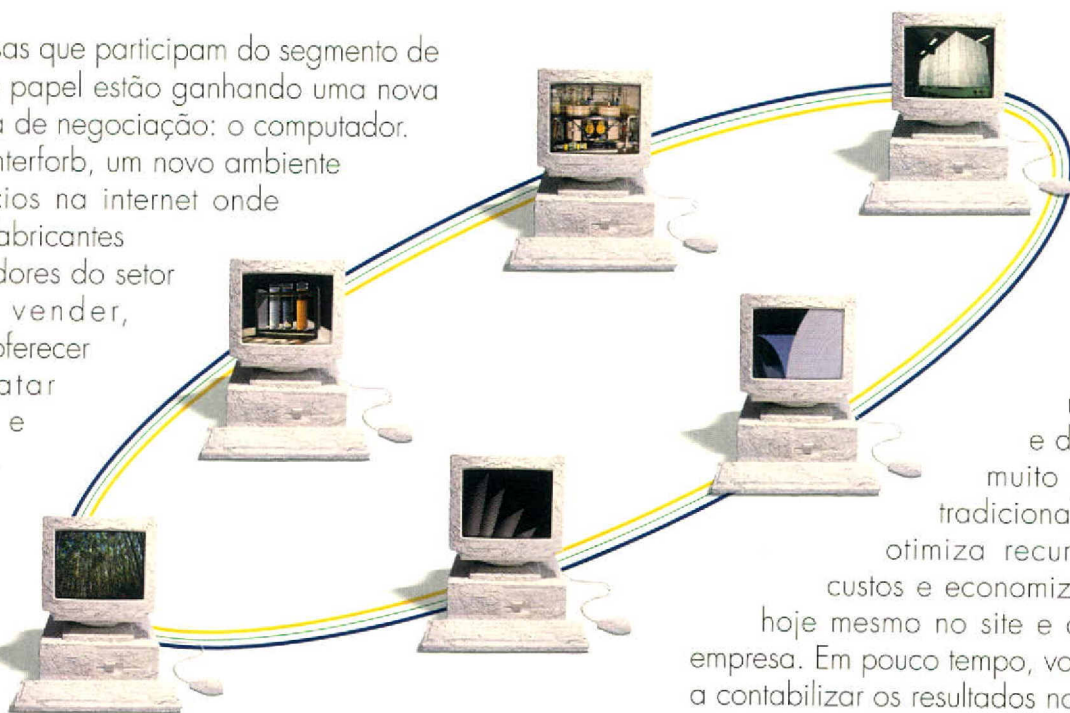 sas que participam do segmento de
papel estão ganhando uma nova
de negociação: o computador.
nterforb, um novo ambiente
cios na internet onde
abricantes
dores do setor
vender,
oferecer
atar
e
e d
muito
tradiciona
otimiza recur
custos e economiz
hoje mesmo no site e c
empresa. Em pouco tempo, vo
a contabilizar os resultados no